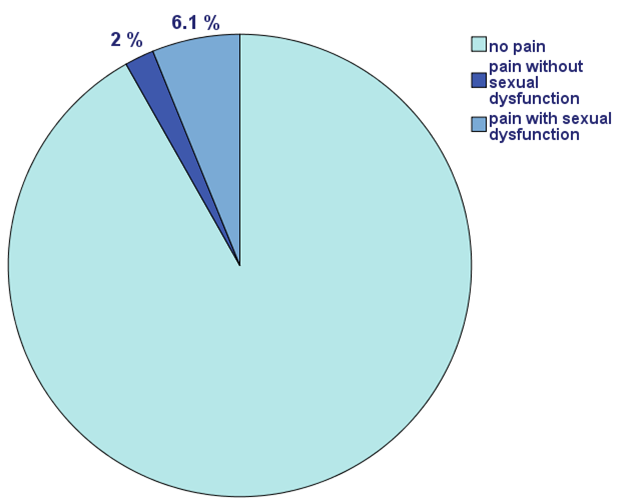 6.1 %
2 %
no pain
pain without
sexual
dysfunction
pain with sexual
dysfunction